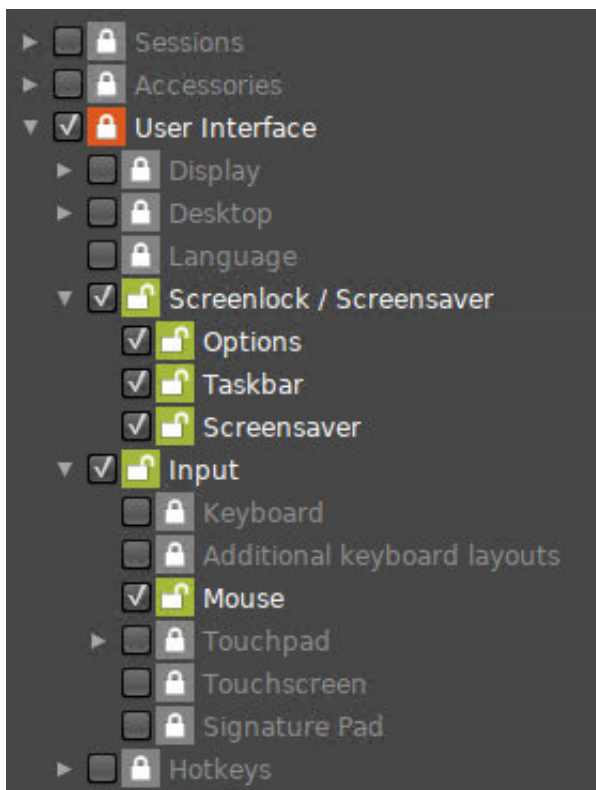 Sessions
Accessories
User Interface
Display
Desktop
Language
Screenlock / Screensaver
Options
Taskbar
Screensaver
Input
Keyboard
Additional keyboard layouts
Mouse
Touchpad
Touchscreen
Signature Pad
Hotkeys